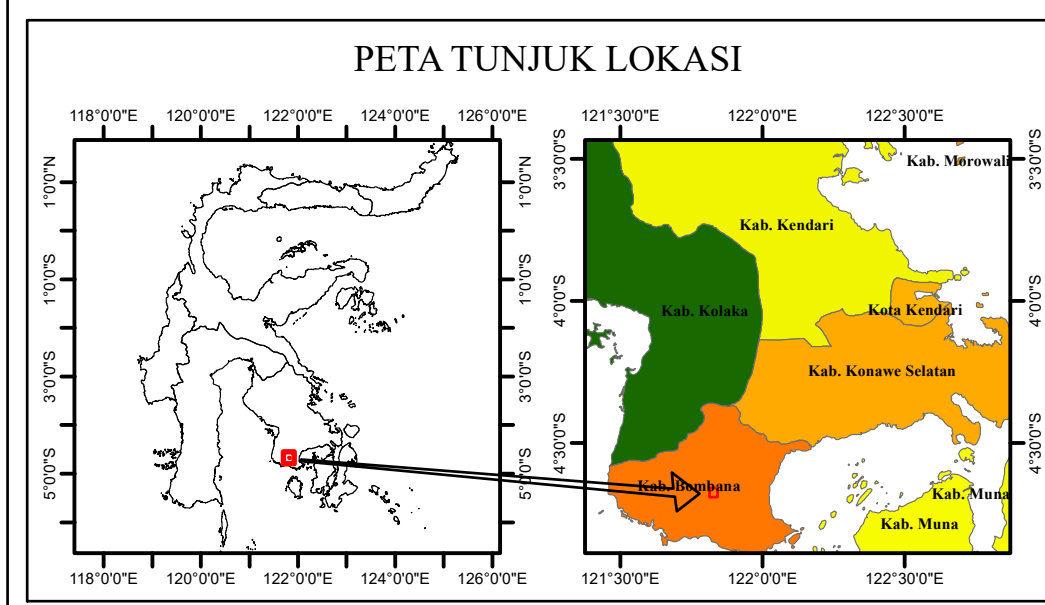 PETA TUNJUK LOKASI
118°0'0"E 120°0'0"E 122°0'0"E 124°0'0"E 126°0'0"E
1°0'0"N
1°0'0"S
3°0'0"S
5°0'0"S
1°0'0"N
1°0'0"S
3°0'0"S
5°0'0"S
118°0'0"E 120°0'0"E 122°0'0"E 124°0'0"E 126°0'0"E
121°30'0"E 122°0'0"E 122°30'0"E
3°30'0"S
4°0'0"S
4°30'0"S
Kab. Morowali
Kab. Kendari
Kab. Kolaka
Kota Kendari
Kab. Konawe Selatan
Kab. Bombana
Kab. Muna
Kab. Muna
3°30'0"S
4°0'0"S
4°30'0"S
121°30'0"E 122°0'0"E 122°30'0"E